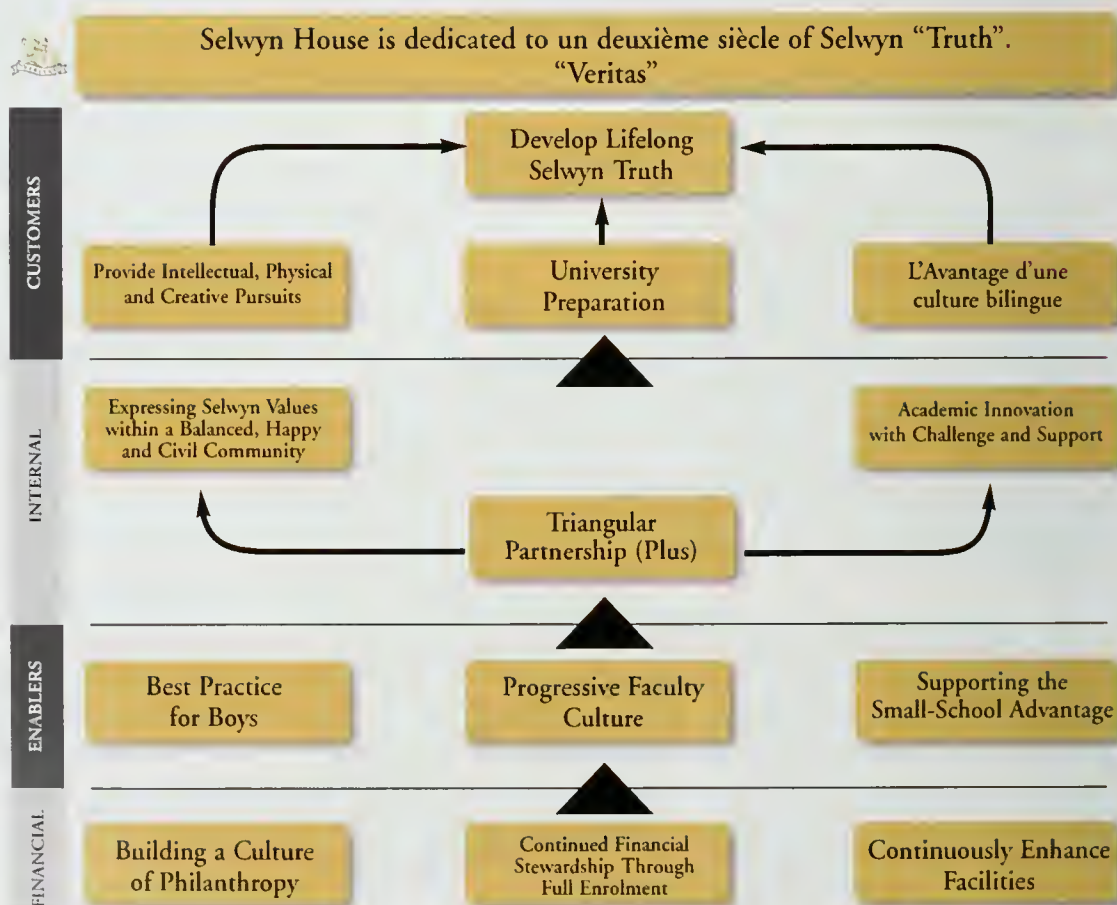 Selwyn House is dedicated to un deuxième siècle of Selwyn “Truth”.
“Veritas”
CUSTOMERS
Develop Lifelong
Selwyn Truth
Provide Intellectual, Physical
and Creative Pursuits
University
Preparation
L'Avantage d'une
culture bilingue
INTERNAL
Expressing Selwyn Values
within a Balanced, Happy
and Civil Community
Academic Innovation
with Challenge and Support
Triangular
Partnership (Plus)
ENABLERS
Best Practice
for Boys
Progressive Faculty
Culture
Supporting the
Small-School Advantage
FINANCIAL
Building a Culture
of Philanthropy
Continued Financial
Stewardship Through
Full Enrolment
Continuously Enhance
Facilities